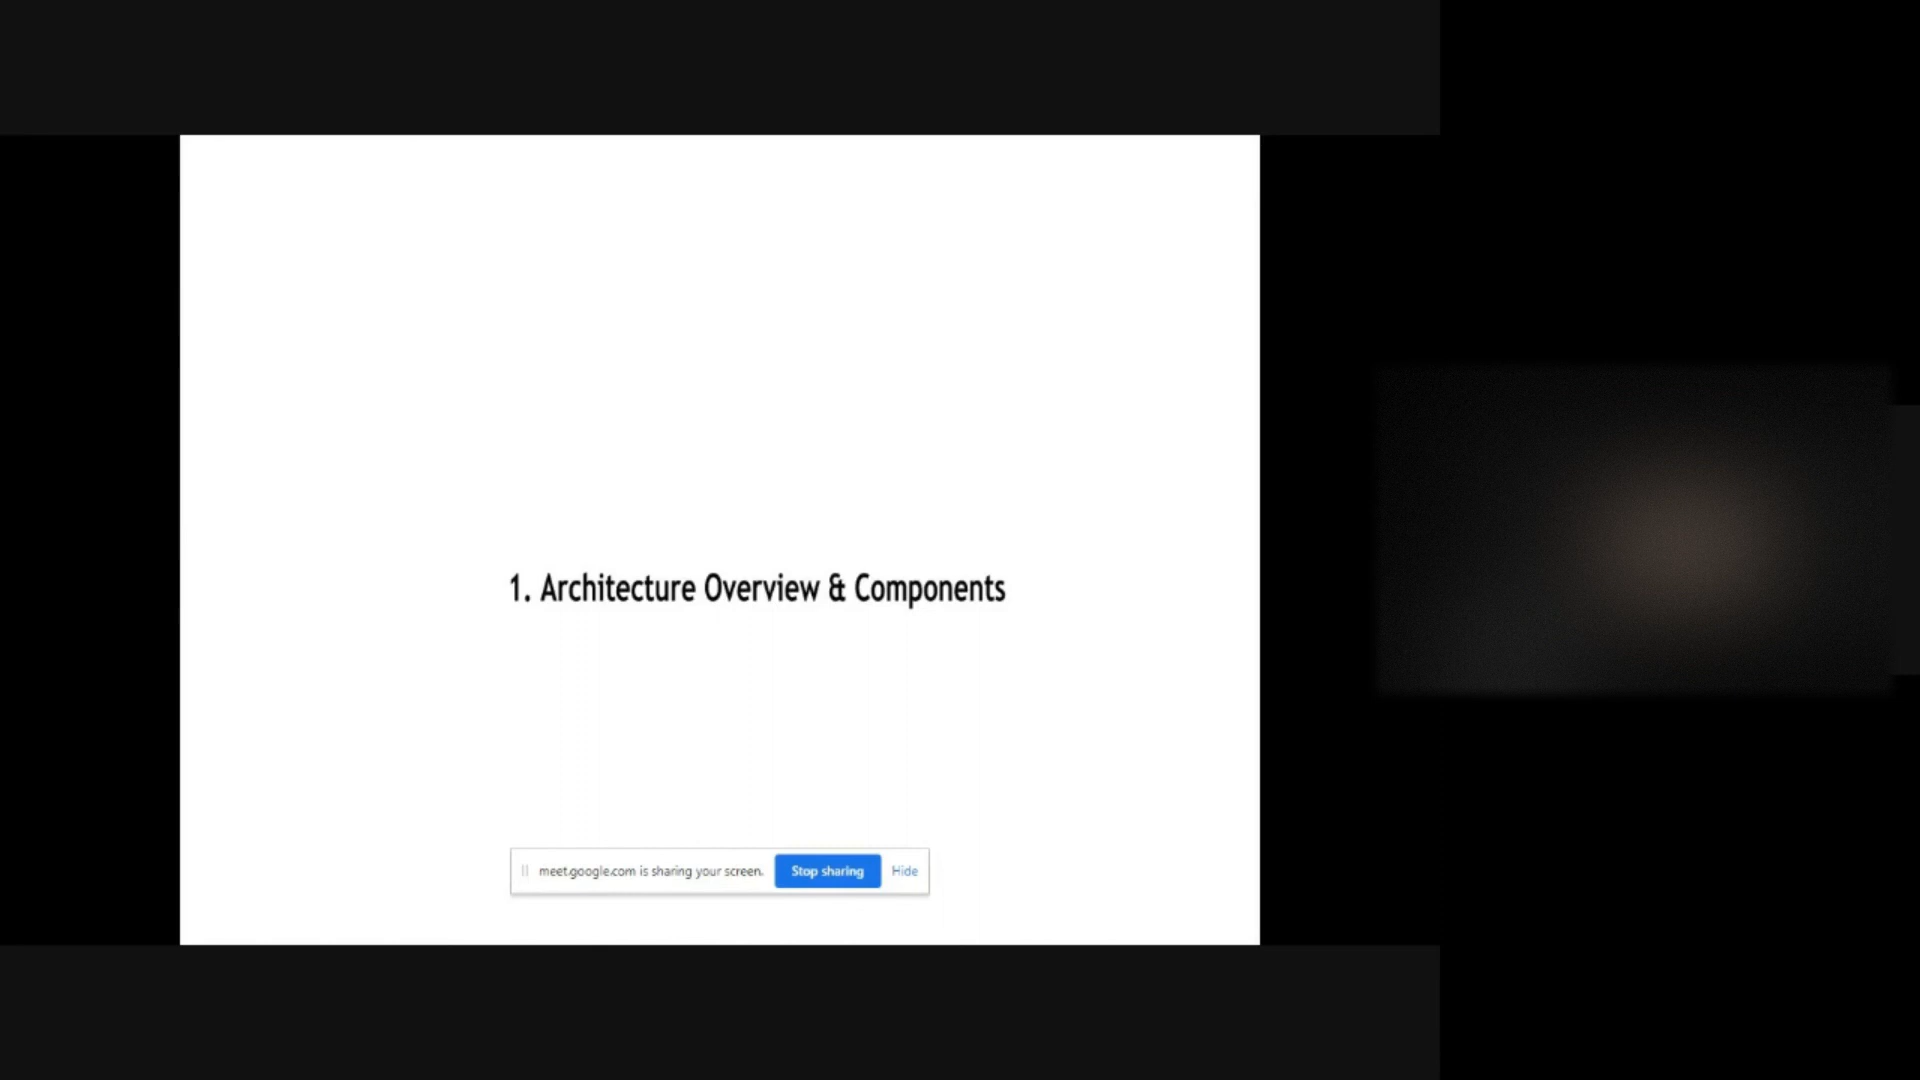 1. Architecture Overview & Components
meet.google.com is sharing your screen. Stop sharing Hide